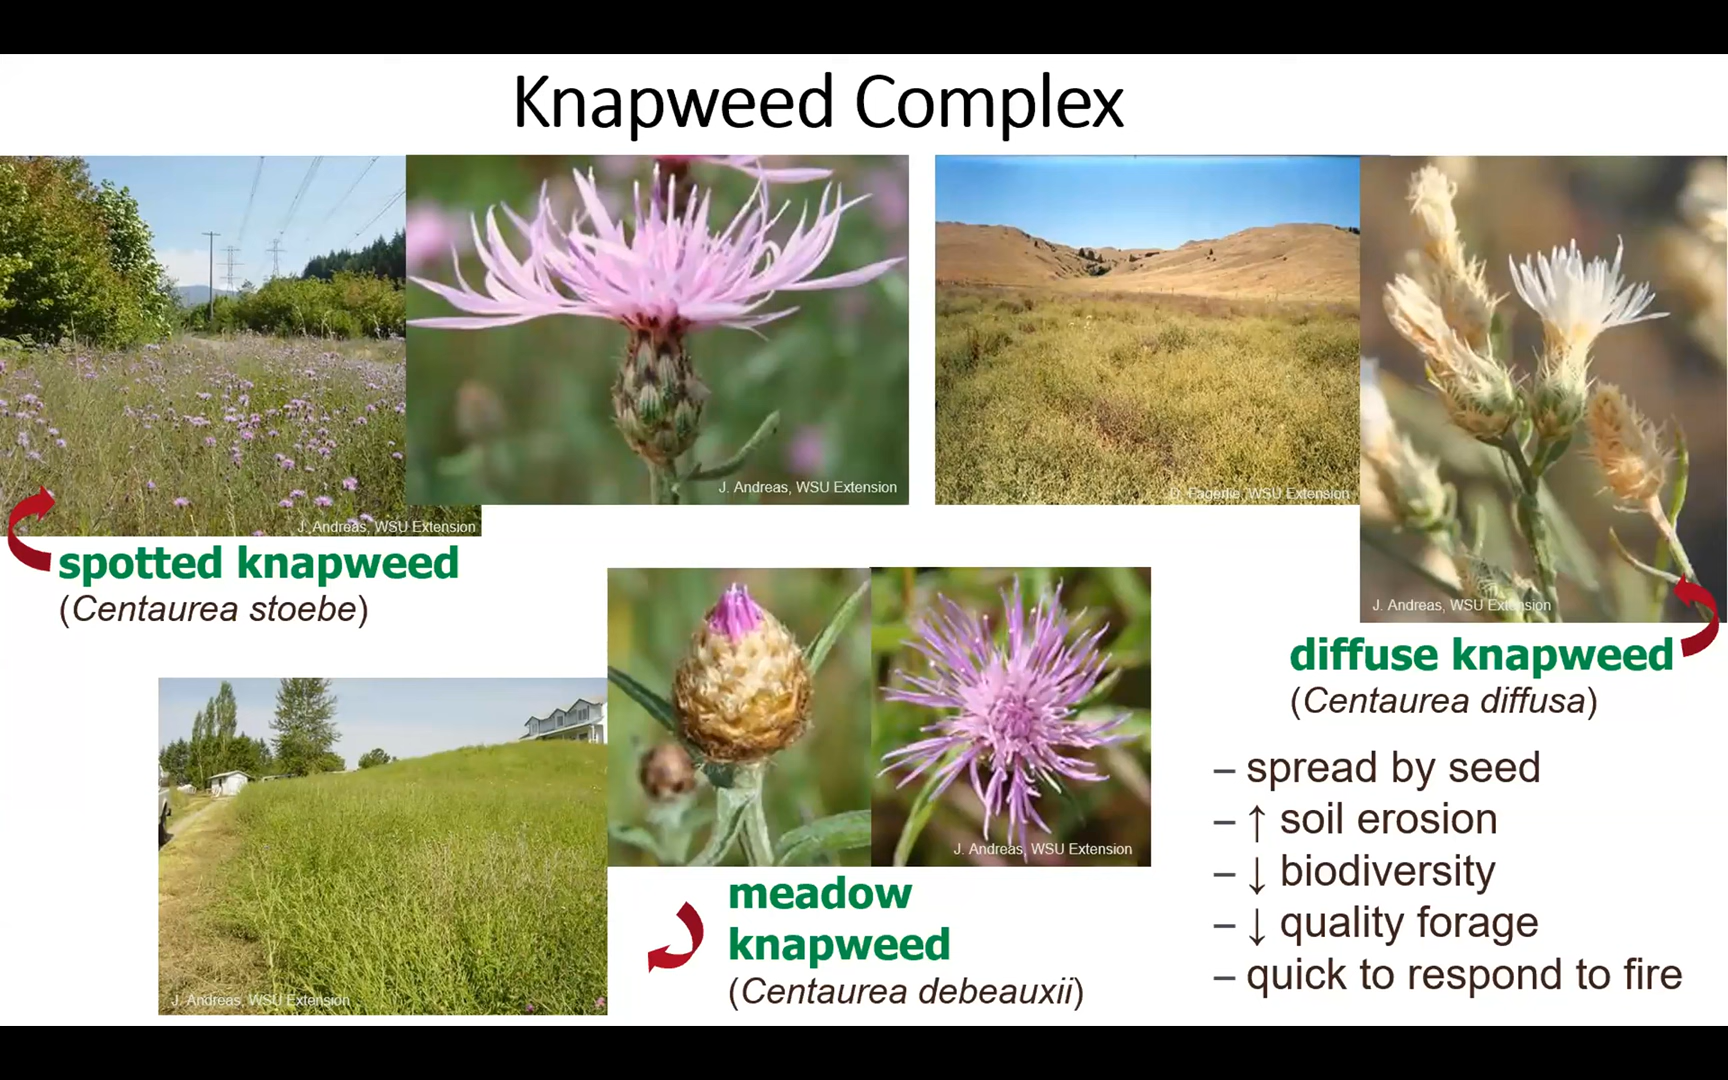 Knapweed Complex
J. Andreas, WSU Extension
J. Andreas, WSU Extension
D. Fagerlie, WSU Extension
J. Andreas, WSU Extension
spotted knapweed
(Centaurea stoebe)
diffuse knapweed
(Centaurea diffusa)
J. Andreas, WSU Extension
J. Andreas, WSU Extension
meadow
knapweed
(Centaurea debeauxii)
– spread by seed
– ↑ soil erosion
– ↓ biodiversity
– ↓ quality forage
– quick to respond to fire